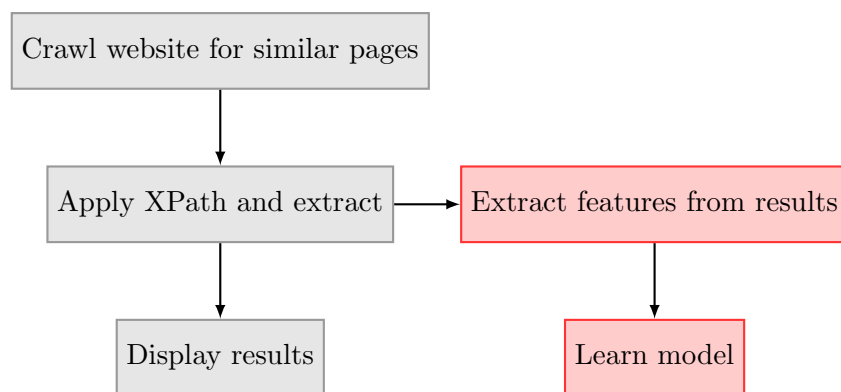 Crawl website for similar pages
Apply XPath and extract
Extract features from results
Display results
Learn model